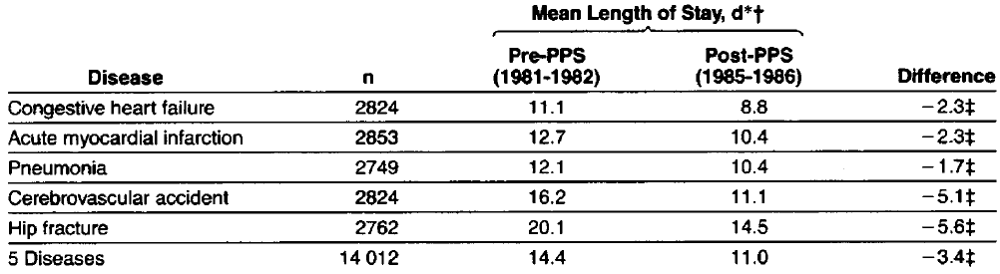 Mean Length of Stay, d*†
Pre-PPS Post-PPS
Disease n (1981-1982) (1985-1986) Difference
Congestive heart failure 2824 11.1 8.8 −2.3‡
Acute myocardial infarction 2853 12.7 10.4 −2.3‡
Pneumonia 2749 12.1 10.4 −1.7‡
Cerebrovascular accident 2824 16.2 11.1 −5.1‡
Hip fracture 2762 20.1 14.5 −5.6‡
5 Diseases 14 012 14.4 11.0 −3.4‡